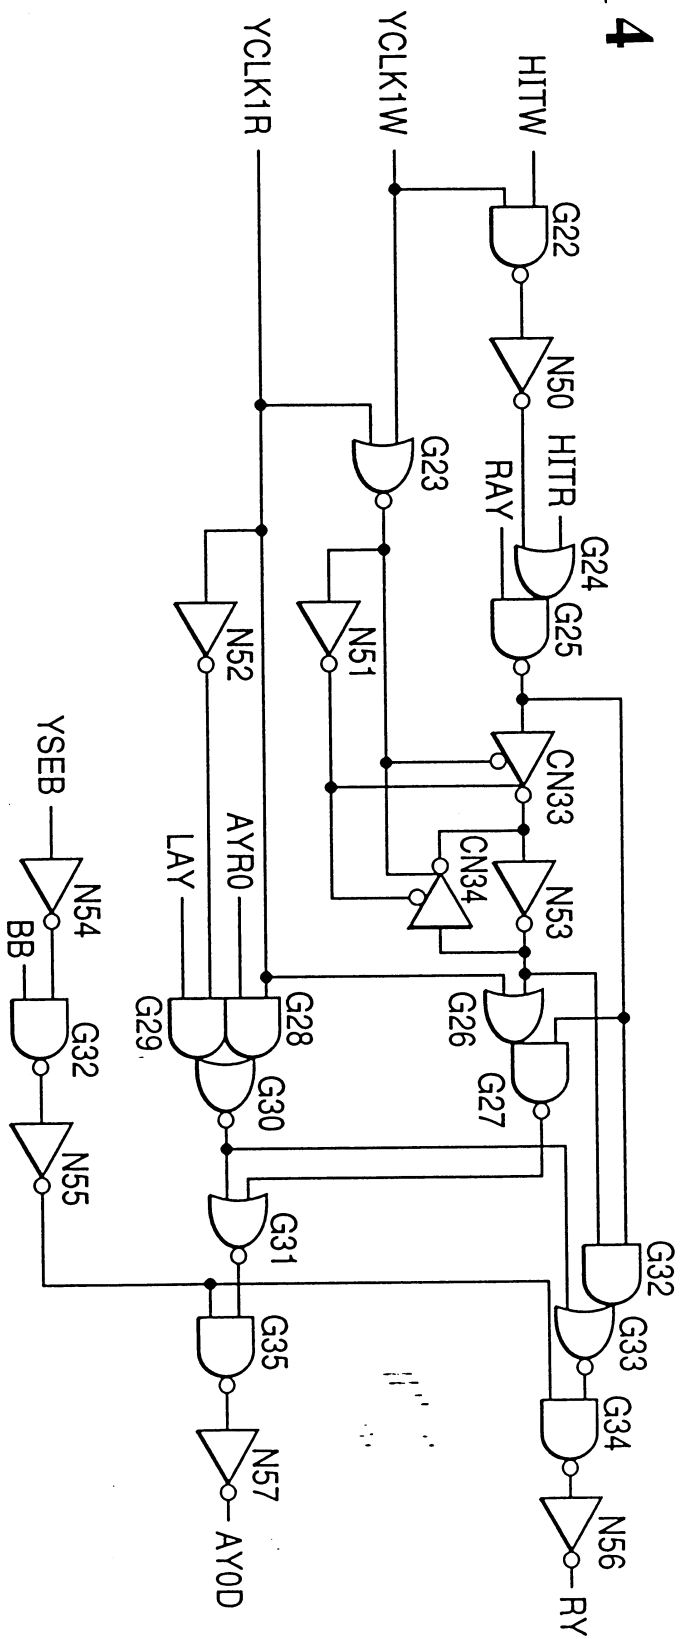 4
HITW
G22
N50
HITR
G24
RAY
G25
CN33
N53
G26
G27
G32
G33
G34
N56
RY
YCLK1W
G23
N51
CN34
YCLK1R
N52
AYR0
LAY
G28
G29
G30
G31
G35
N57
AY0D
YSEB
N54
BB
G32
N55